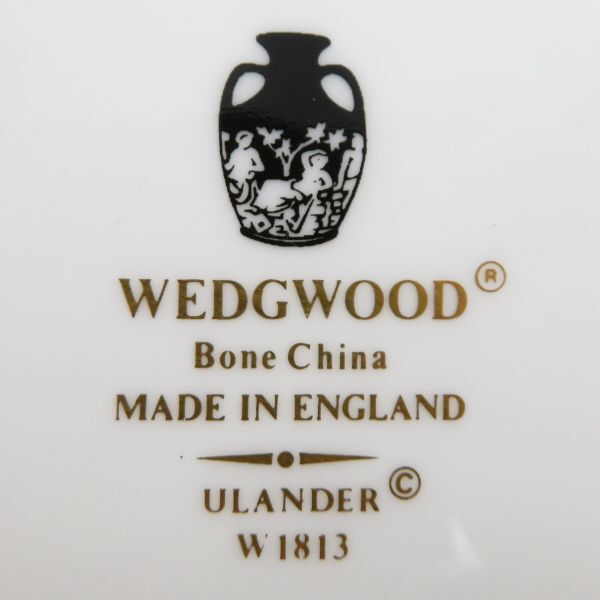 WEDGWOOD®
Bone China
MADE IN ENGLAND
ULANDER©
W1813